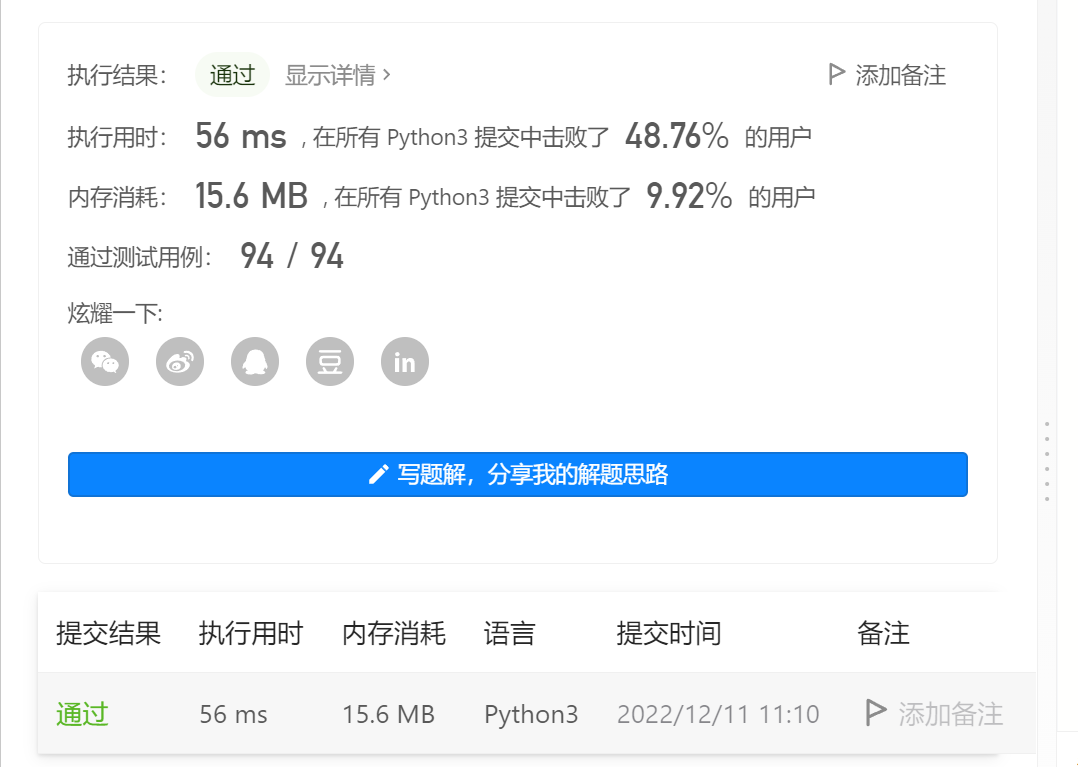 执行结果： 通过 显示详情 › 添加备注
执行用时： 56 ms , 在所有 Python3 提交中击败了 48.76% 的用户
内存消耗： 15.6 MB , 在所有 Python3 提交中击败了 9.92% 的用户
通过测试用例： 94 / 94
炫耀一下:
豆 in
写题解，分享我的解题思路
提交结果 执行用时 内存消耗 语言 提交时间 备注
通过 56 ms 15.6 MB Python3 2022/12/11 11:10 添加备注